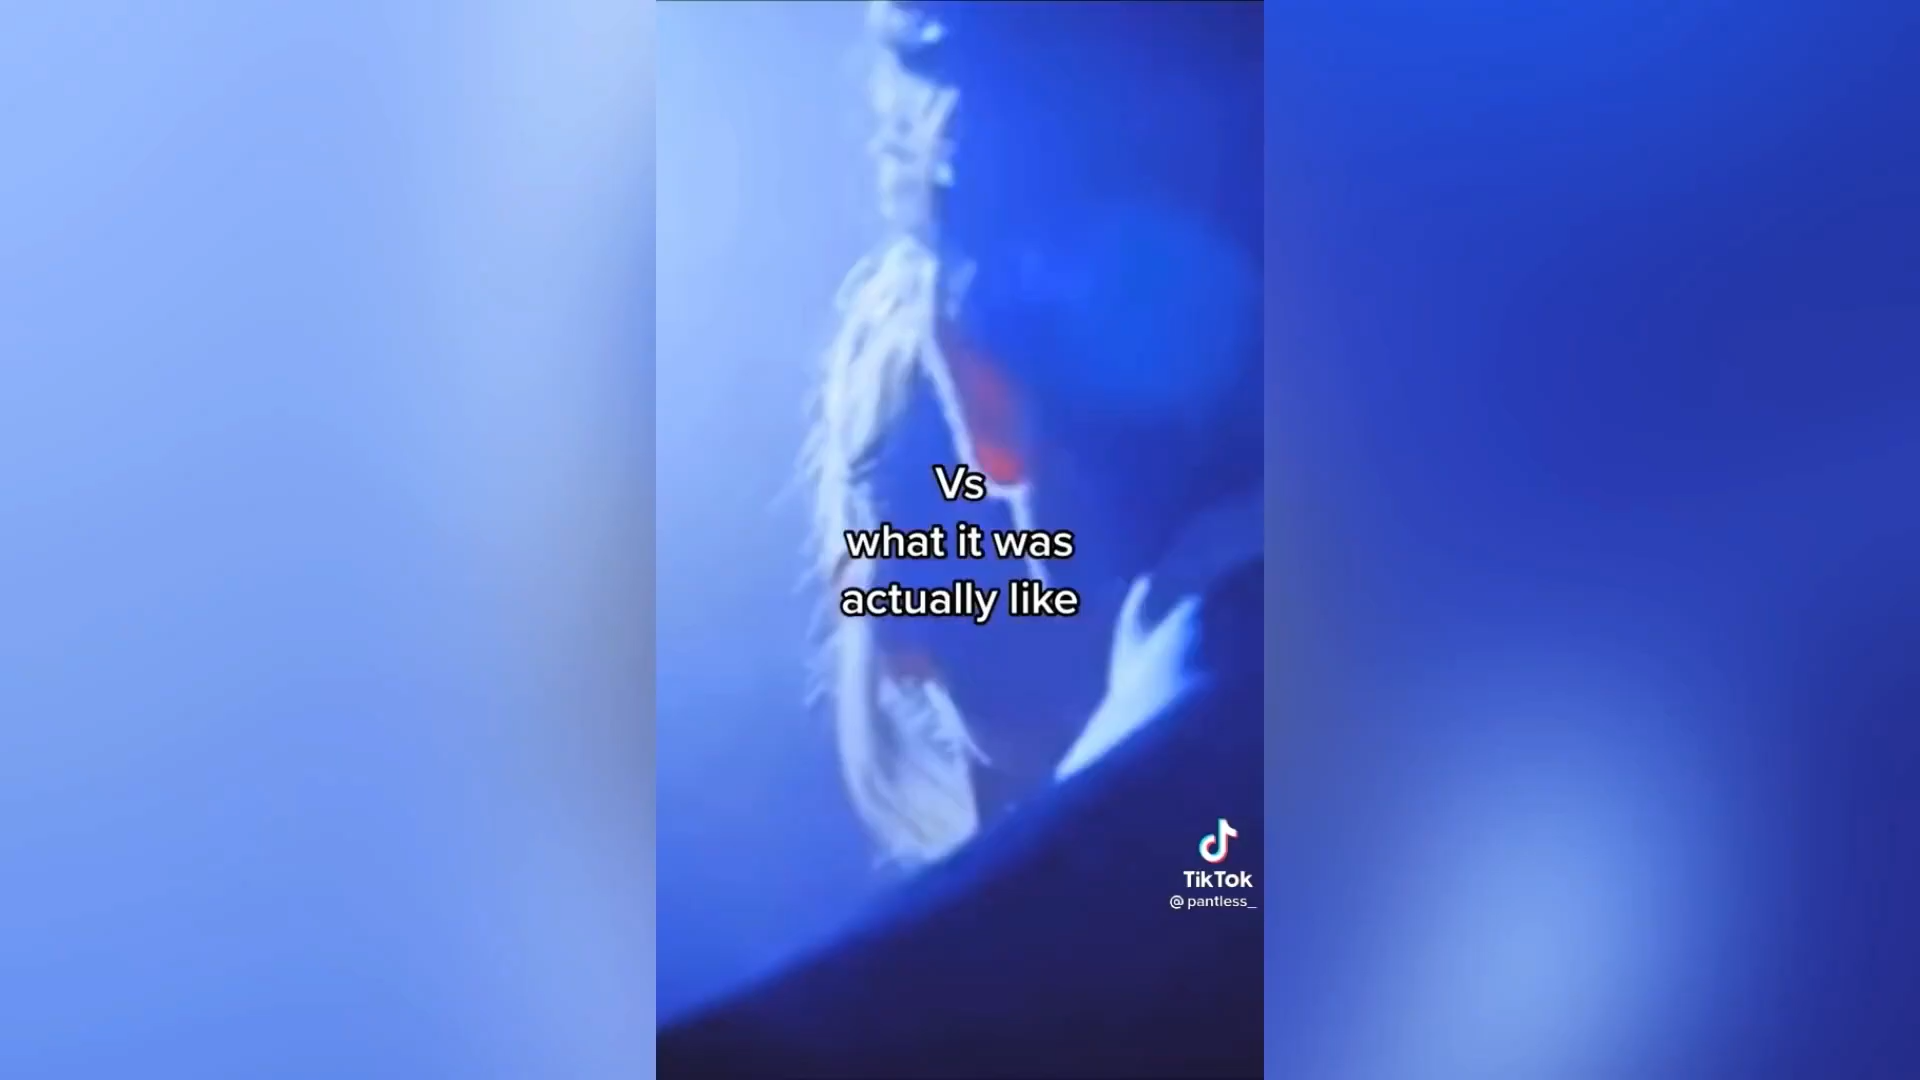 Vs
what it was
actually like
TikTok
@pantless_